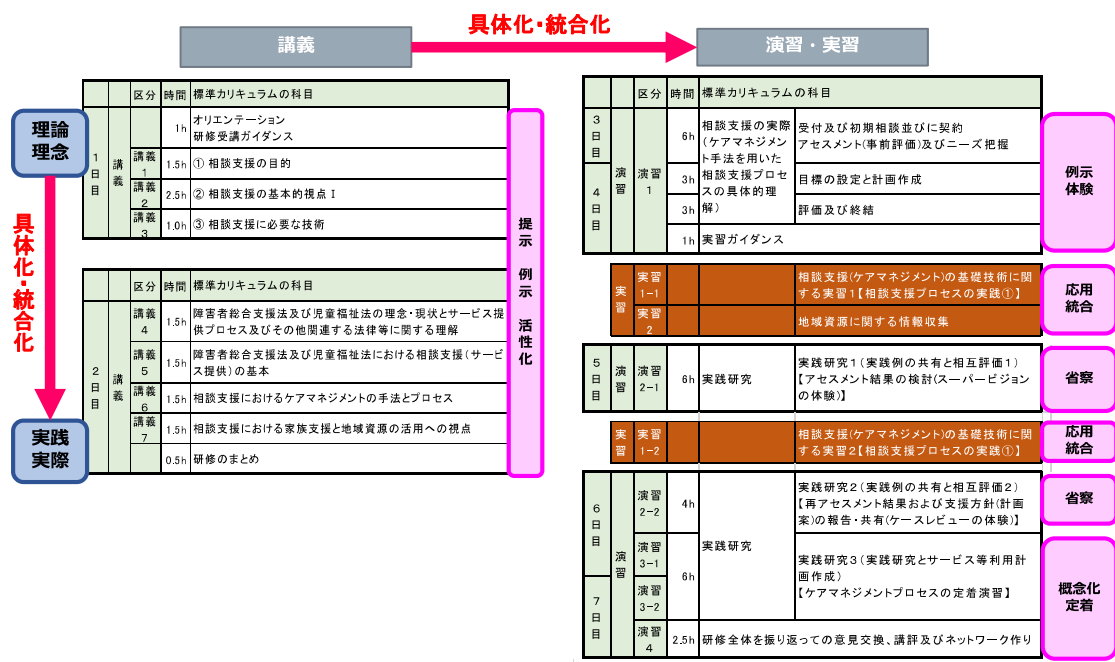 具体化・統合化
講義
演習・実習
理論
理念
具体化・統合化
実践
実際
区分 時間 標準カリキュラムの科目
1日目 講義
1h オリエンテーション
研修受講ガイダンス
講義1 1.5h ① 相談支援の目的
講義2 2.5h ② 相談支援の基本的視点Ⅰ
講義3 1.0h ③ 相談支援に必要な技術
区分 時間 標準カリキュラムの科目
2日目 講義
講義4 1.5h 障害者総合支援法及び児童福祉法の理念・現状とサービス提
供プロセス及びその他関連する法律等に関する理解
講義5 1.5h 障害者総合支援法及び児童福祉法における相談支援(サービ
ス提供)の基本
講義6 1.5h 相談支援におけるケアマネジメントの手法とプロセス
講義7 1.5h 相談支援における家族支援と地域資源の活用への視点
0.5h 研修のまとめ
提示 例示 活性化
区分 時間 標準カリキュラムの科目
3日目
4日目
演習
演習1
6h
相談支援の実際
(ケアマネジメン
ト手法を用いた
相談支援プロセ
スの具体的理
解)
受付及び初期相談並びに契約
アセスメント(事前評価)及びニーズ把握
3h 目標の設定と計画作成
3h 評価及び終結
1h 実習ガイダンス
例示
体験
実習
実習1-1
相談支援(ケアマネジメント)の基礎技術に関
する実習1【相談支援プロセスの実践①】
実習2 地域資源に関する情報収集
応用
統合
5日目 演習 演習2-1 6h 実践研究
実践研究1(実践例の共有と相互評価1)
【アセスメント結果の検討(スーパービジョン
の体験)】
省察
実習 実習1-2
相談支援(ケアマネジメント)の基礎技術に関
する実習2【相談支援プロセスの実践①】
応用
統合
6日目
7日目
演習
演習2-2 4h
実践研究
実践研究2(実践例の共有と相互評価2)
【再アセスメント結果および支援方針(計画
案)の報告・共有(ケースレビューの体験)】
省察
演習3-1
演習3-2
6h
実践研究3(実践研究とサービス等利用計
画作成)
【ケアマネジメントプロセスの定着演習】
演習4 2.5h 研修全体を振り返っての意見交換、講評及びネットワーク作り
概念化
定着